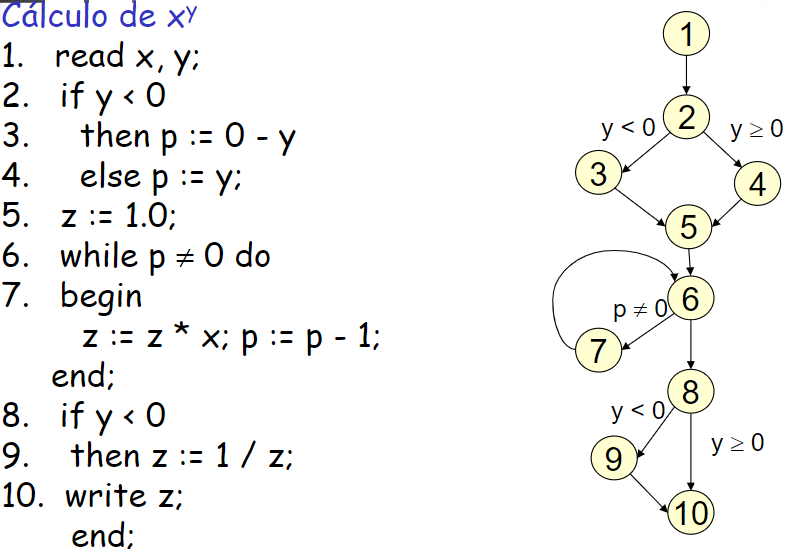 Cálculo de xʸ
1. read x, y;
2. if y < 0
3. then p := 0 - y
4. else p := y;
5. z := 1.0;
6. while p ≠ 0 do
7. begin
z := z * x; p := p - 1;
end;
8. if y < 0
9. then z := 1 / z;
10. write z;
end;
1
2
y < 0
y ≥ 0
3
4
5
6
p ≠ 0
7
8
y < 0
y ≥ 0
9
10